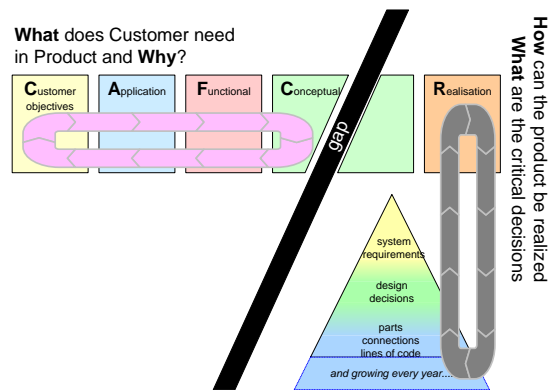 What does Customer need
in Product and Why?
Customer
objectives
Application
Functional
Conceptual
Realisation
gap
How can the product be realized
What are the critical decisions
system
requirements
design
decisions
parts
connections
lines of code
and growing every year....